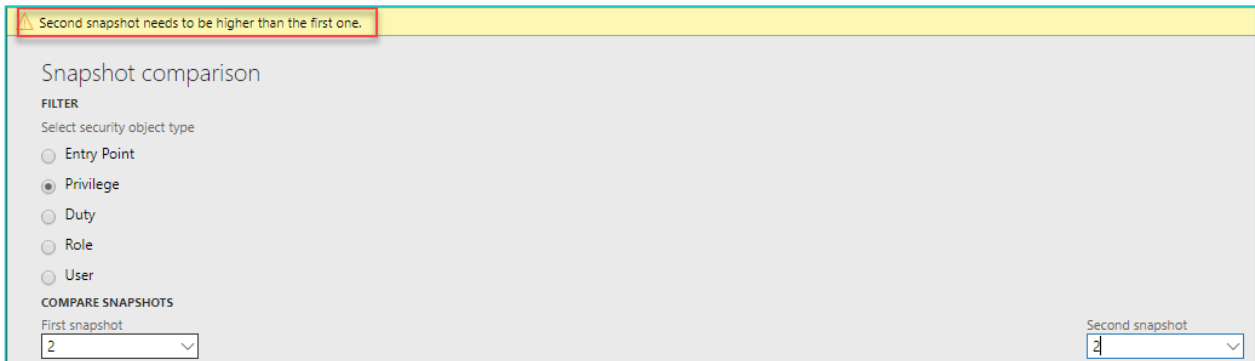 Second snapshot needs to be higher than the first one.
Snapshot comparison
FILTER
Select security object type
Entry Point
Privilege
Duty
Role
User
COMPARE SNAPSHOTS
First snapshot
Second snapshot
2
2